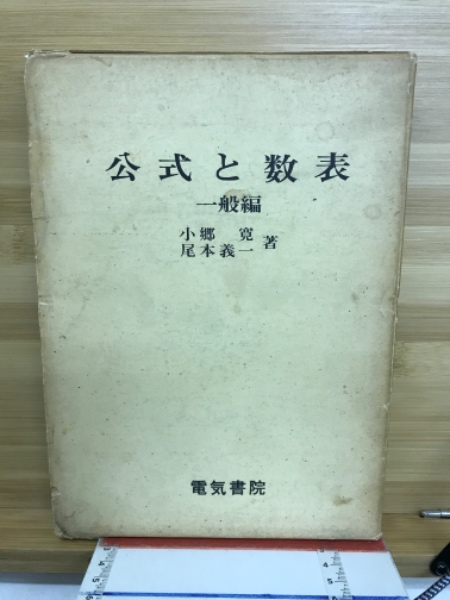 公式と数表
一般編
小郷 寛
尾本義一 著
電気書院